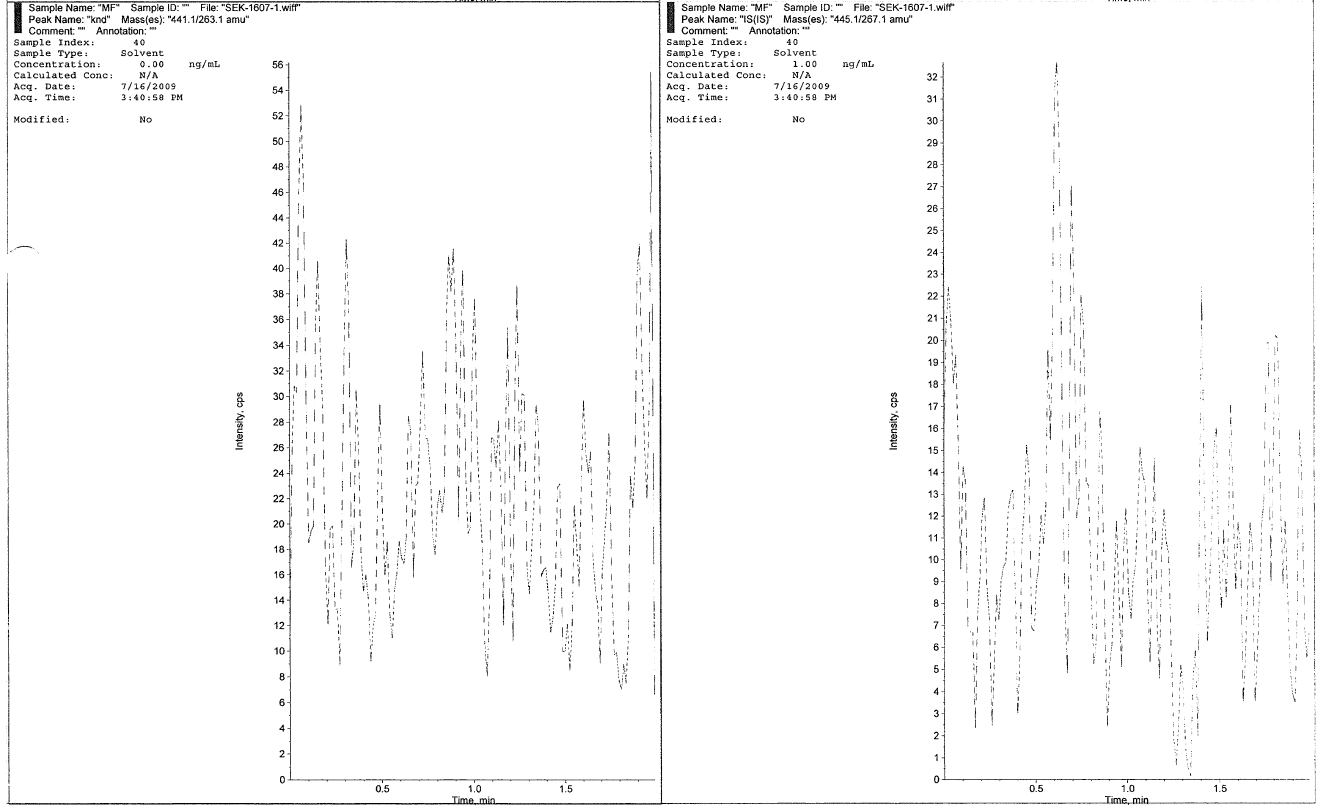 Time, min
Time, min
Sample Name: "MF" Sample ID: "" File: "SEK-1607-1.wiff"
Peak Name: "knd" Mass(es): "441.1/263.1 amu"
Comment: "" Annotation: ""
Sample Index: 40
Sample Type: Solvent
Concentration: 0.00 ng/mL
Calculated Conc: N/A
Acq. Date: 7/16/2009
Acq. Time: 3:40:58 PM
Modified: No
56
54
52
50
48
46
44
42
40
38
36
34
32
30
28
26
24
22
20
18
16
14
12
10
8
6
4
2
0
Intensity, cps
0.5 1.0 1.5
Time, min
Sample Name: "MF" Sample ID: "" File: "SEK-1607-1.wiff"
Peak Name: "IS(IS)" Mass(es): "445.1/267.1 amu"
Comment: "" Annotation: ""
Sample Index: 40
Sample Type: Solvent
Concentration: 1.00 ng/mL
Calculated Conc: N/A
Acq. Date: 7/16/2009
Acq. Time: 3:40:58 PM
Modified: No
32
31
30
29
28
27
26
25
24
23
22
21
20
19
18
17
16
15
14
13
12
11
10
9
8
7
6
5
4
3
2
1
0
Intensity, cps
0.5 1.0 1.5
Time, min